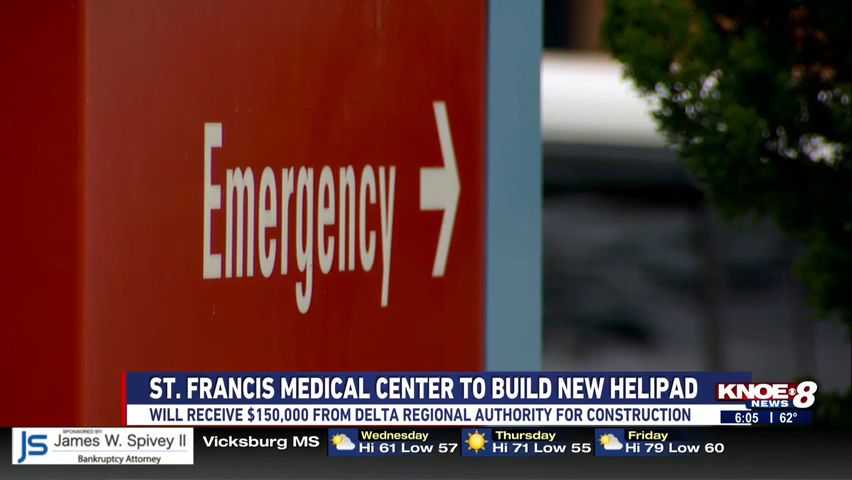 Emergency →
ST. FRANCIS MEDICAL CENTER TO BUILD NEW HELIPAD
WILL RECEIVE $150,000 FROM DELTA REGIONAL AUTHORITY FOR CONSTRUCTION
KNOE 8
NEWS
6:05 | 62°
JS
SPONSORED BY:
James W. Spivey II
Bankruptcy Attorney
Vicksburg MS
Wednesday
Hi 61 Low 57
Thursday
Hi 71 Low 55
Friday
Hi 79 Low 60